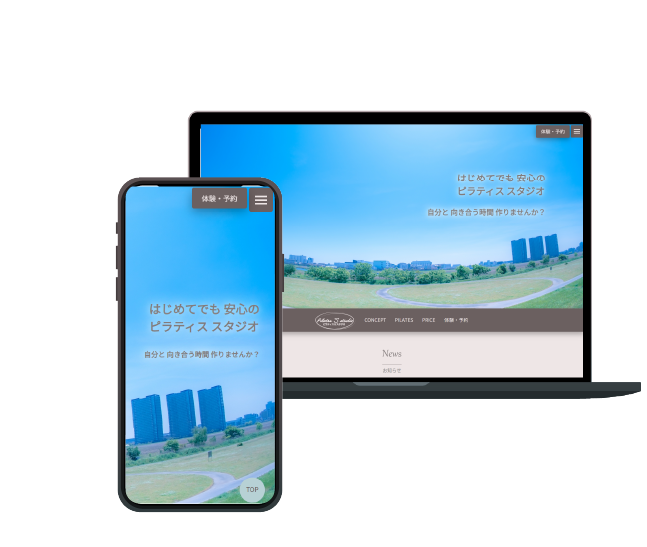 体験・予約
はじめてでも 安心の
ピラティス スタジオ
自分と 向き合う時間 作りませんか?
Pilates S studio
CONCEPT PILATES PRICE 体験・予約
News
お知らせ
体験・予約
はじめてでも 安心の
ピラティス スタジオ
自分と 向き合う時間 作りませんか?
TOP